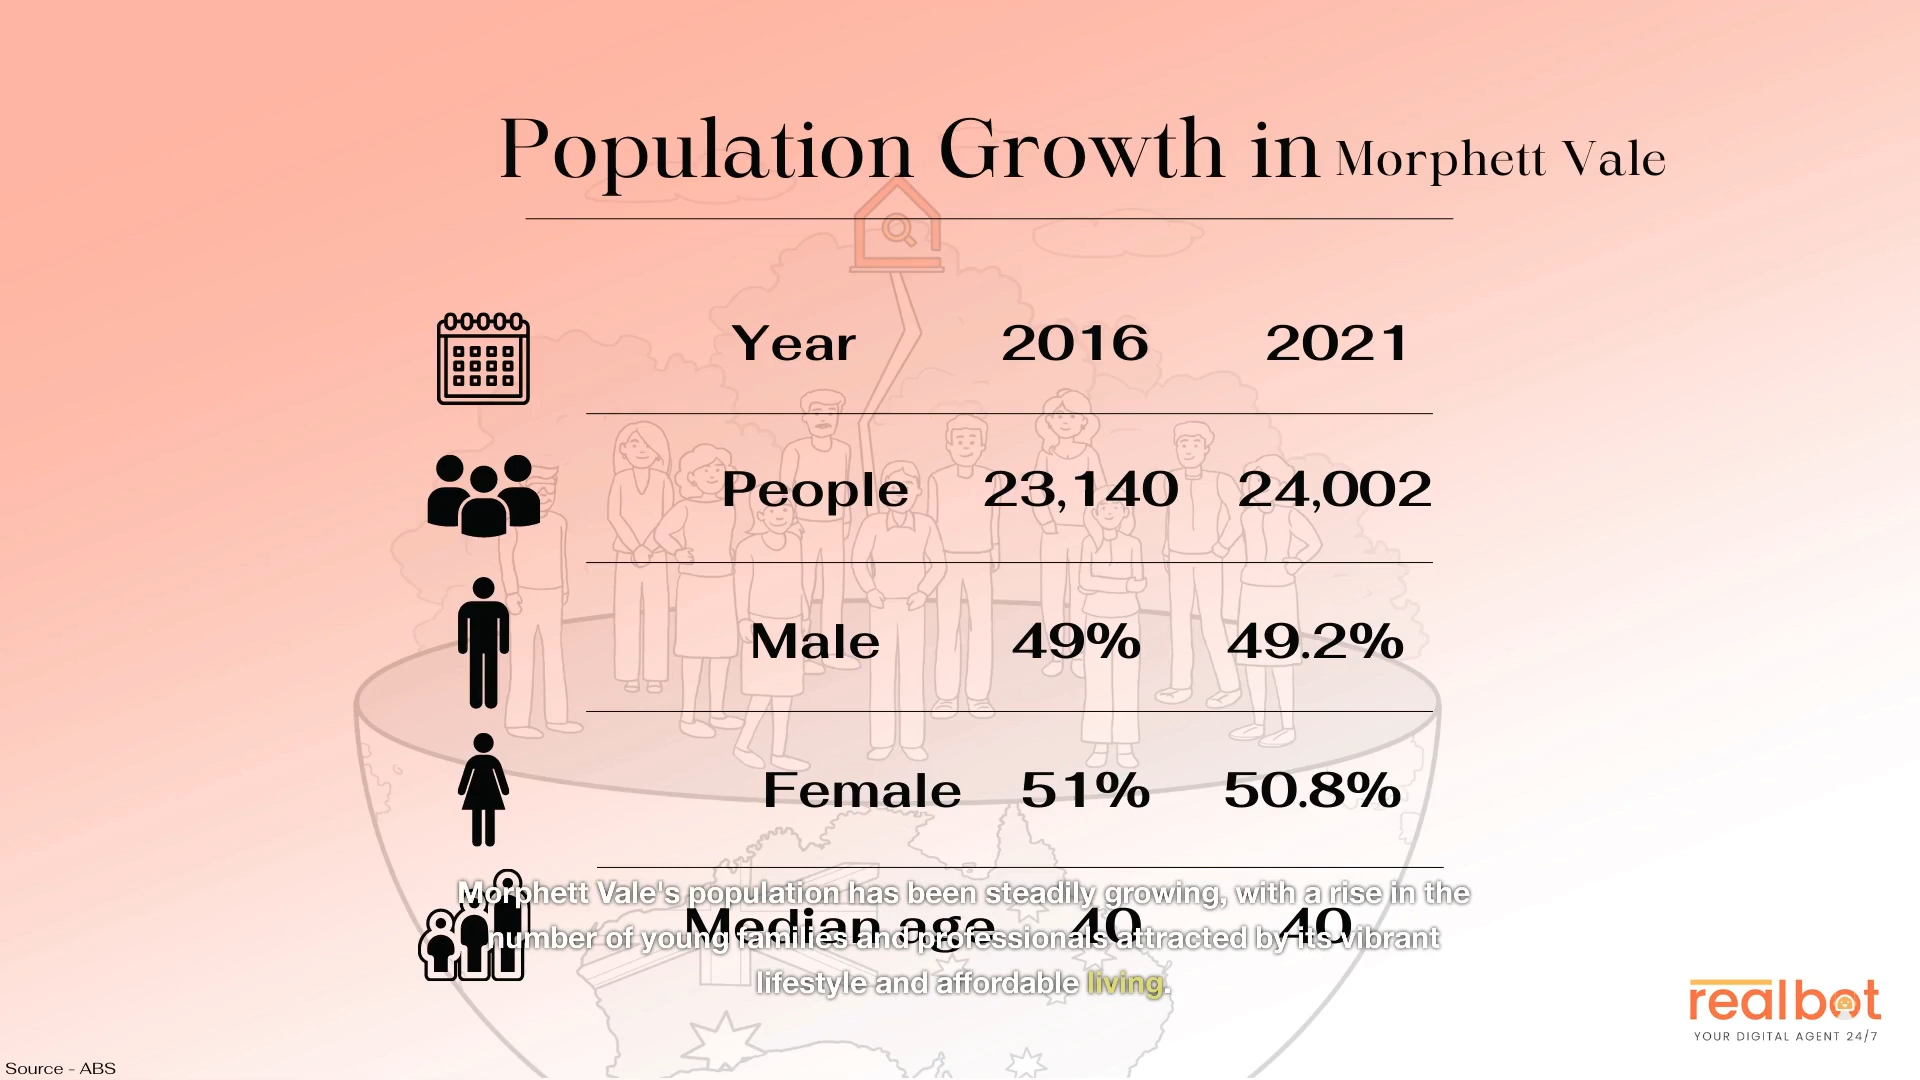 Population Growth in Morphett Vale
Year 2016 2021
People 23,140 24,002
Male 49% 49.2%
Female 51% 50.8%
Median age 40 40
Morphett Vale's population has been steadily growing, with a rise in the
number of young families and professionals attracted by its vibrant
lifestyle and affordable living.
realbot
YOUR DIGITAL AGENT 24/7
Source - ABS